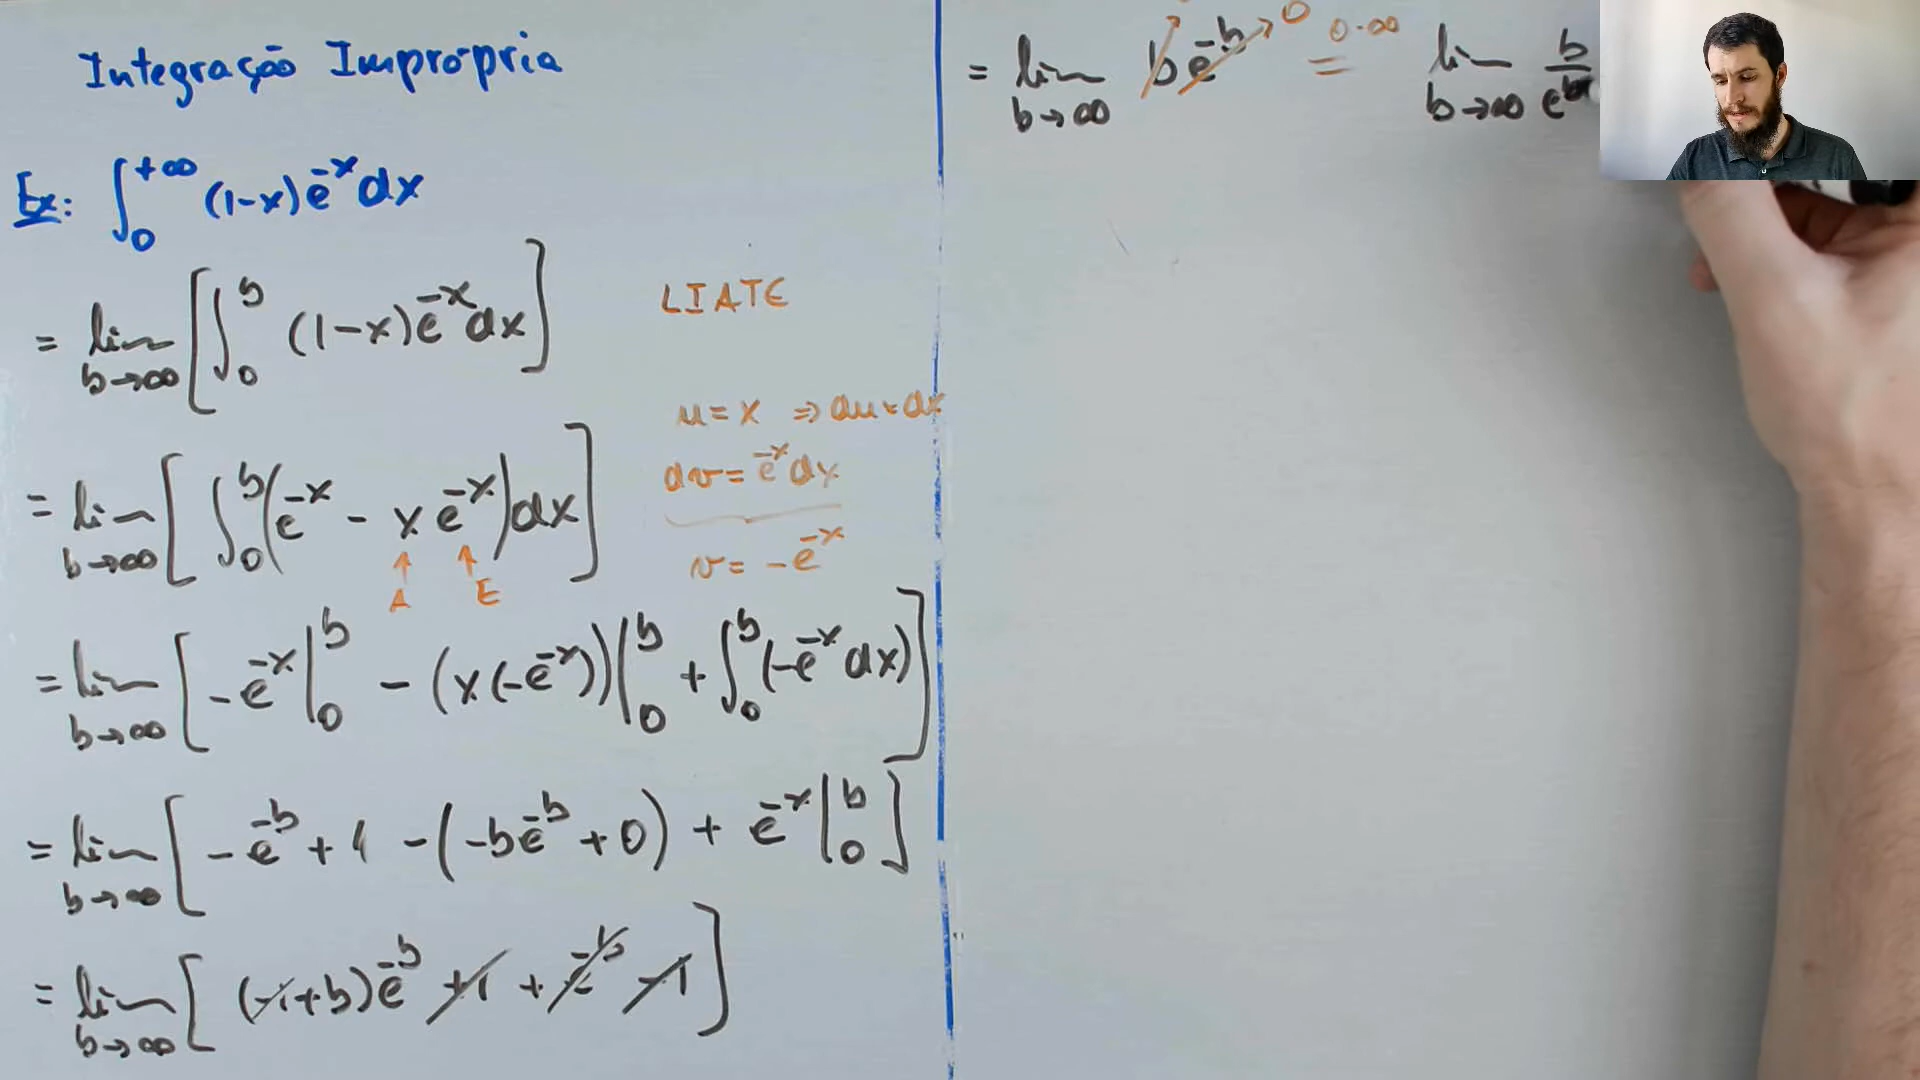 Integração Imprópria
Ex: ∫₀^{+∞} (1-x)e^{-x}dx
= lim_{b→∞} [∫₀^b (1-x)e^{-x}dx]
LIATE
u = x ⇒ du = dx
dv = e^{-x}dx
v = -e^{-x}
= lim_{b→∞} [∫₀^b (e^{-x} - x e^{-x})dx]
A E
= lim_{b→∞} [-e^{-x}|₀^b - (x(-e^{-x}))|₀^b + ∫₀^b (-e^{-x}dx)]
= lim_{b→∞} [-e^{-b} + 1 - (-be^{-b} + 0) + e^{-x}|₀^b]
= lim_{b→∞} [(-1+b)e^{-b} + 1 + e^{-b} - 1]
= lim_{b→∞} be^{-b} → 0 = 0·∞ lim_{b→∞} b/e^b